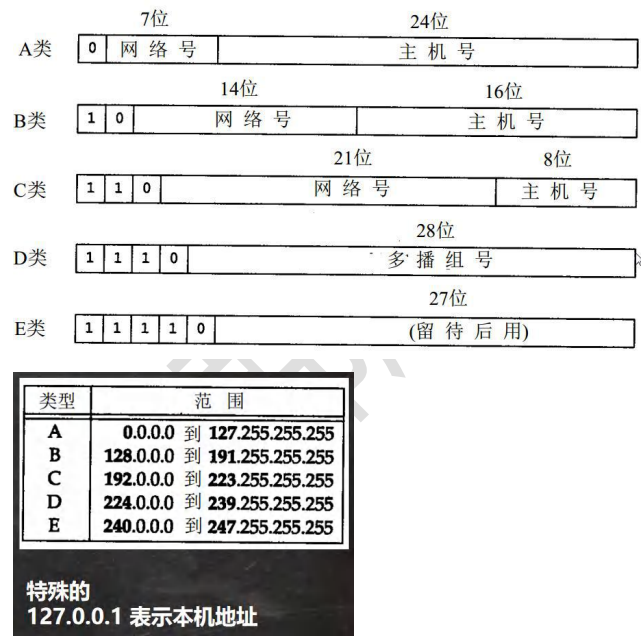 7位 24位
A类 0 网络号 主机号
14位 16位
B类 1 0 网络号 主机号
21位 8位
C类 1 1 0 网络号 主机号
28位
D类 1 1 1 0 多播组号
27位
E类 1 1 1 1 0 (留待后用)
类型 范围
A 0.0.0.0 到 127.255.255.255
B 128.0.0.0 到 191.255.255.255
C 192.0.0.0 到 223.255.255.255
D 224.0.0.0 到 239.255.255.255
E 240.0.0.0 到 247.255.255.255
特殊的
127.0.0.1 表示本机地址